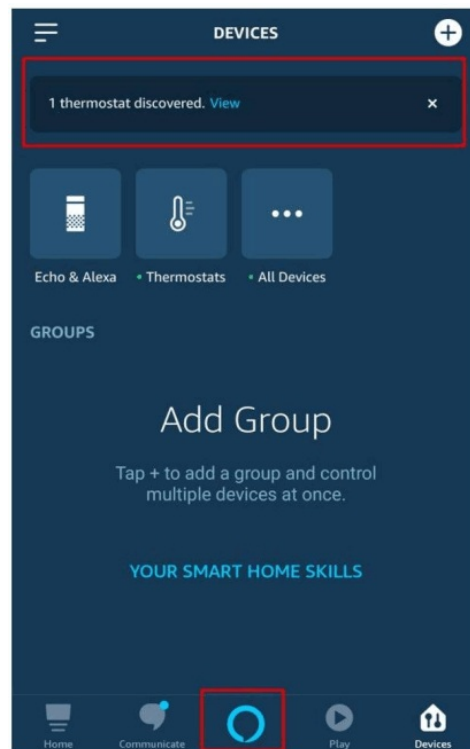 DEVICES
1 thermostat discovered. View
Echo & Alexa
Thermostats
All Devices
GROUPS
Add Group
Tap + to add a group and control
multiple devices at once.
YOUR SMART HOME SKILLS
Home
Communicate
Play
Devices